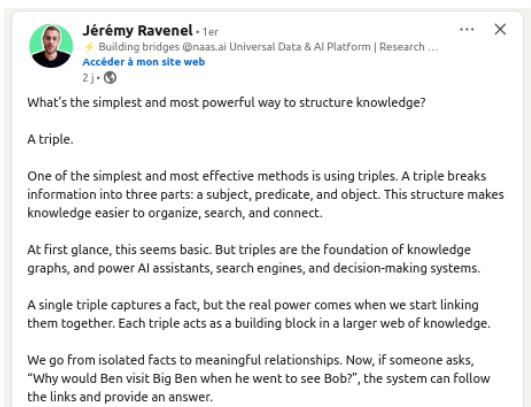 Jérémy Ravenel • 1er
⚡ Building bridges @naas.ai Universal Data & AI Platform | Research ...
Accéder à mon site web
2 j •
What's the simplest and most powerful way to structure knowledge?
A triple.
One of the simplest and most effective methods is using triples. A triple breaks
information into three parts: a subject, predicate, and object. This structure makes
knowledge easier to organize, search, and connect.
At first glance, this seems basic. But triples are the foundation of knowledge
graphs, and power AI assistants, search engines, and decision-making systems.
A single triple captures a fact, but the real power comes when we start linking
them together. Each triple acts as a building block in a larger web of knowledge.
We go from isolated facts to meaningful relationships. Now, if someone asks,
“Why would Ben visit Big Ben when he went to see Bob?”, the system can follow
the links and provide an answer.